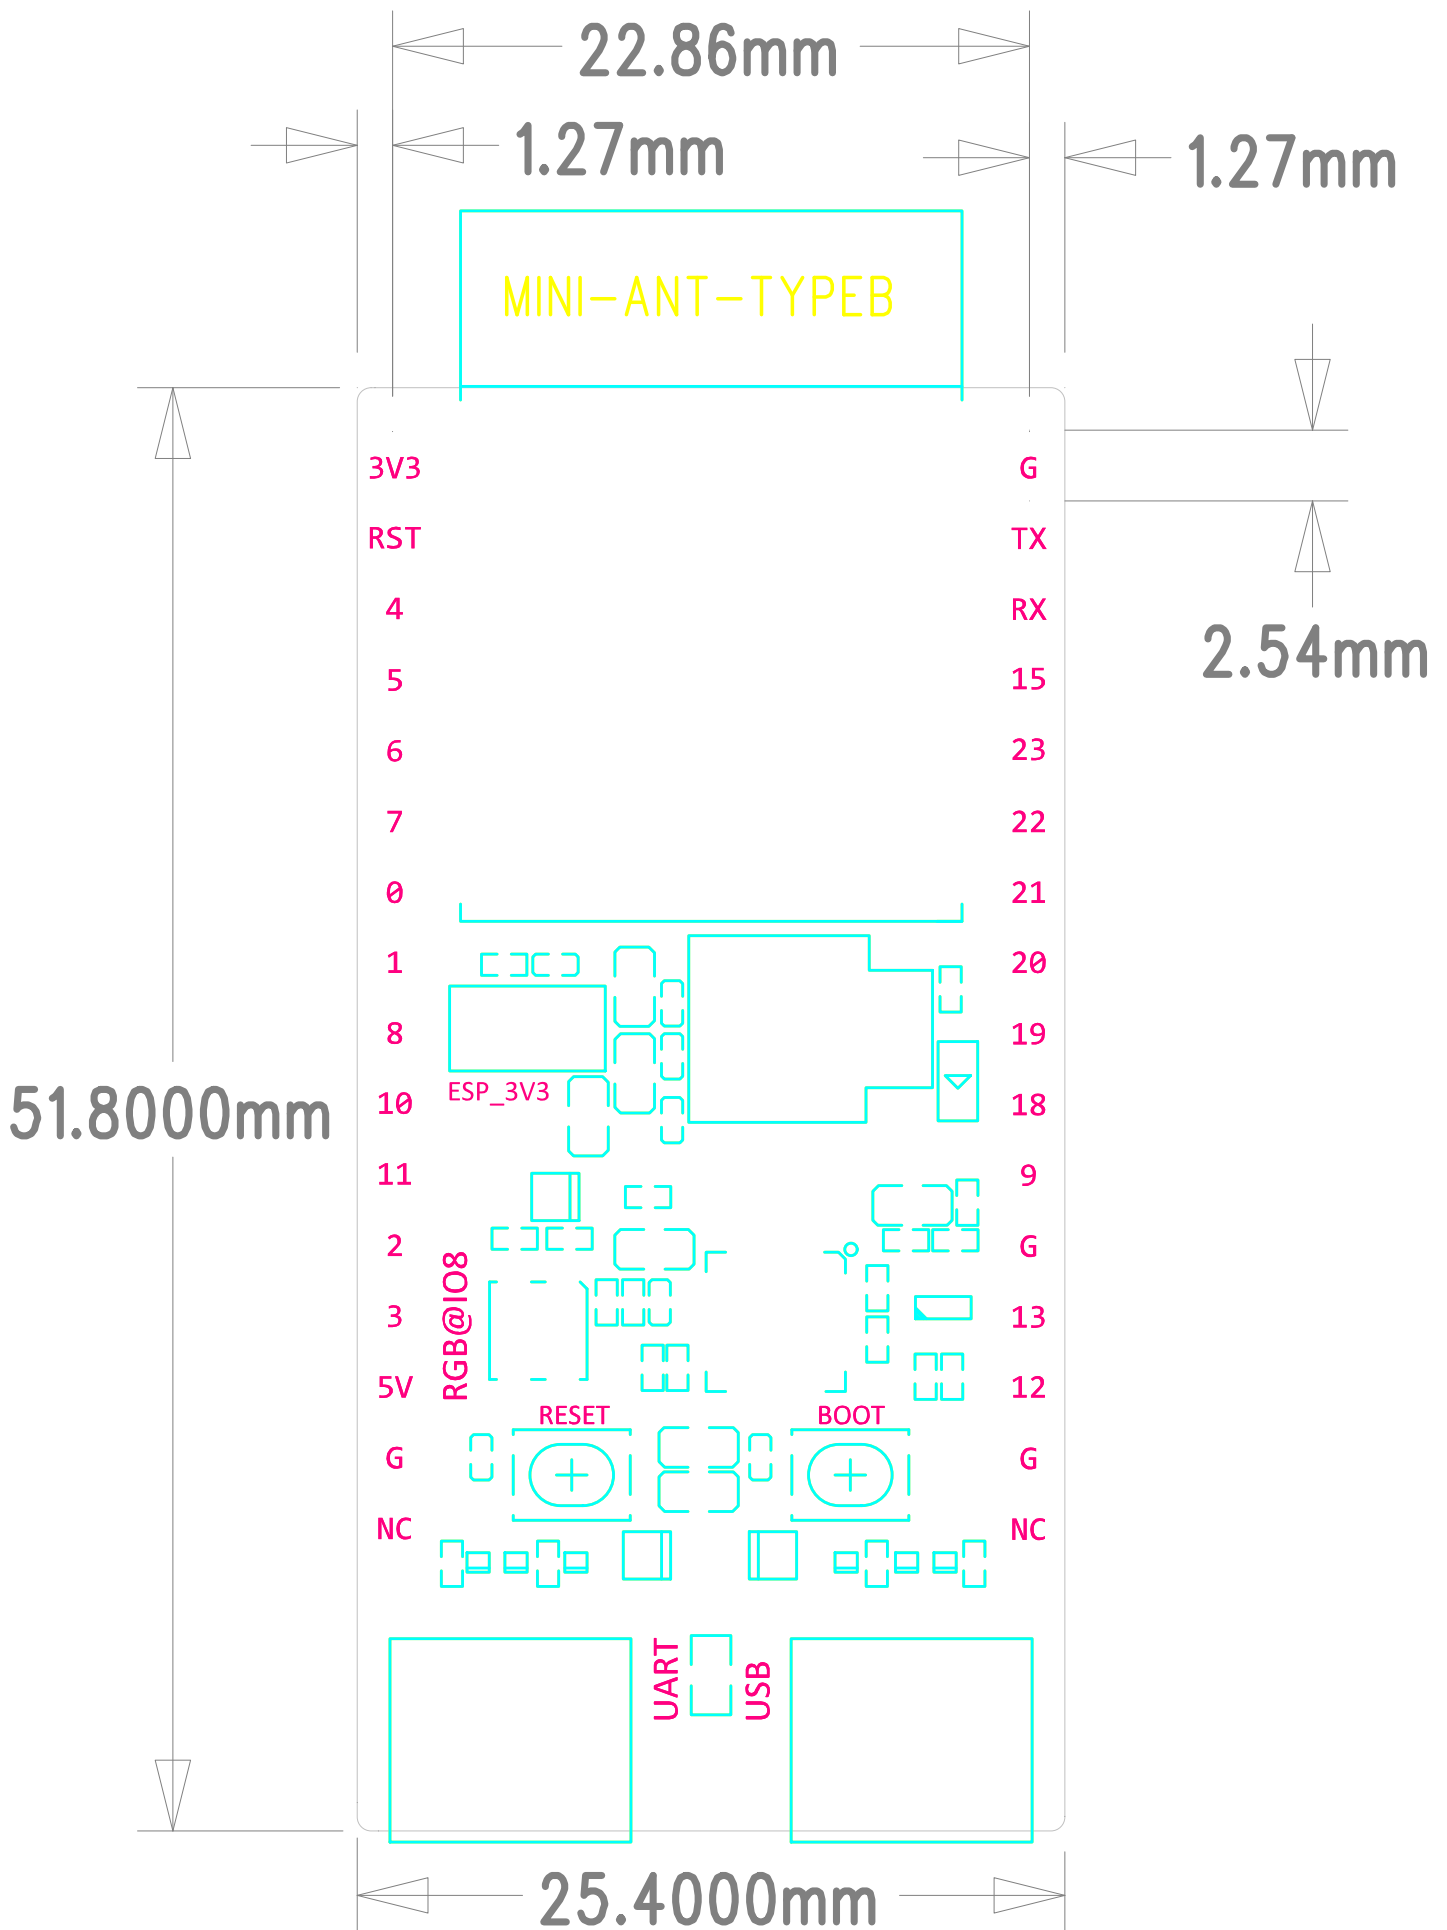 22.86mm
1.27mm
1.27mm
MINI-ANT-TYPEB
3V3 G
RST TX
4 RX
2.54mm
5 15
6 23
7 22
0 21
1 20
8 19
ESP_3V3
10 18
51.8000mm
11 9
2 G
RGB@IO8
3 13
5V 12
RESET BOOT
G G
NC NC
UART USB
25.4000mm